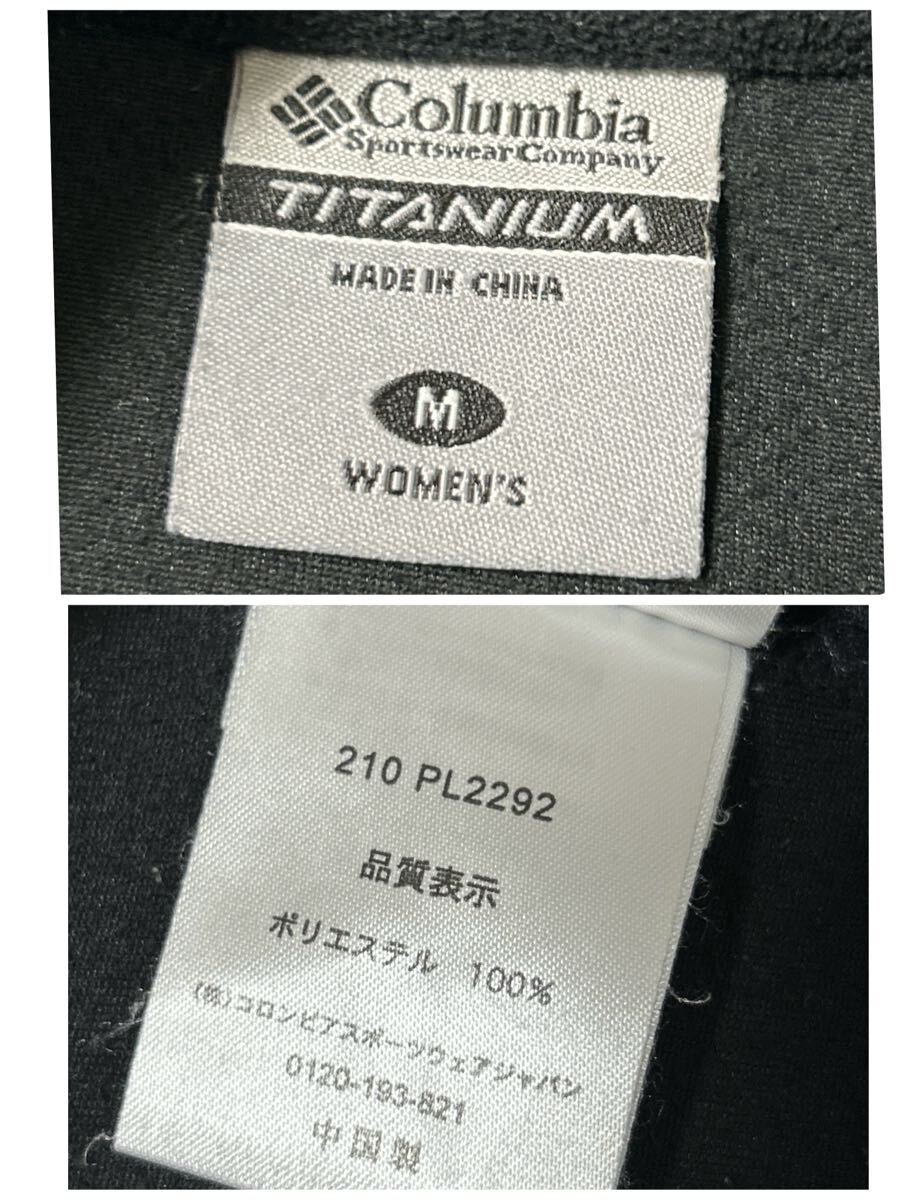 Columbia
Sportswear Company
TITANIUM
MADE IN CHINA
M
WOMEN'S
210 PL2292
品質表示
ポリエステル 100%
(株)コロンビアスポーツウェアジャパン
0120-193-821
中国製